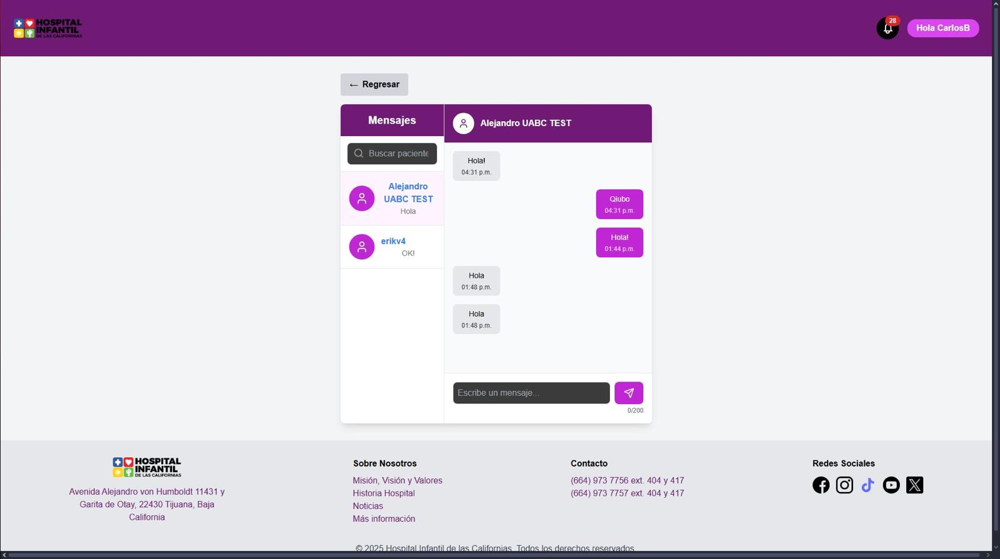 HOSPITAL
INFANTIL
DE LAS CALIFORNIAS
28
Hola CarlosB
← Regresar
Mensajes
Buscar paciente
Alejandro
UABC TEST
Hola
erikv4
OK!
Alejandro UABC TEST
Hola!
04:31 p.m.
Qiubo
04:31 p.m.
Hola!
01:44 p.m.
Hola
01:48 p.m.
Hola
01:48 p.m.
Escribe un mensaje...
0/200
HOSPITAL
INFANTIL
DE LAS CALIFORNIAS
Avenida Alejandro von Humboldt 11431 y
Garita de Otay, 22430 Tijuana, Baja
California
Sobre Nosotros
Misión, Visión y Valores
Historia Hospital
Noticias
Más información
Contacto
(664) 973 7756 ext. 404 y 417
(664) 973 7757 ext. 404 y 417
Redes Sociales
© 2025 Hospital Infantil de las Californias. Todos los derechos reservados